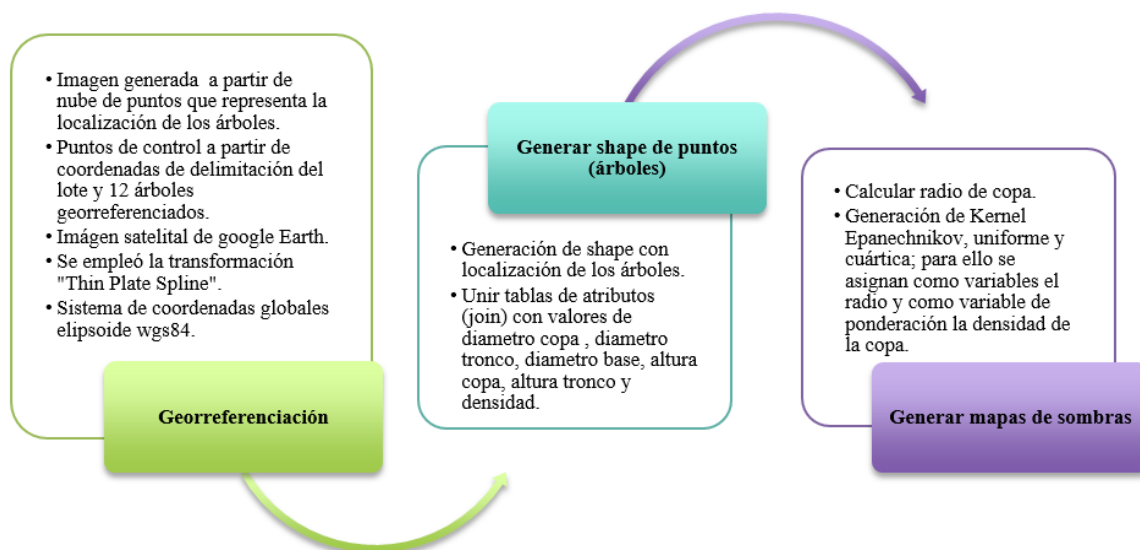 • Imagen generada a partir de
nube de puntos que representa la
localización de los árboles.
• Puntos de control a partir de
coordenadas de delimitación del
lote y 12 árboles
georreferenciados.
• Imágen satelital de google Earth.
• Se empleó la transformación
"Thin Plate Spline".
• Sistema de coordenadas globales
elipsoide wgs84.
Georreferenciación
Generar shape de puntos
(árboles)
• Generación de shape con
localización de los árboles.
• Unir tablas de atributos
(join) con valores de
diametro copa , diametro
tronco, diametro base, altura
copa, altura tronco y
densidad.
• Calcular radio de copa.
• Generación de Kernel
Epanechnikov, uniforme y
cuártica; para ello se
asignan como variables el
radio y como variable de
ponderación la densidad de
la copa.
Generar mapas de sombras